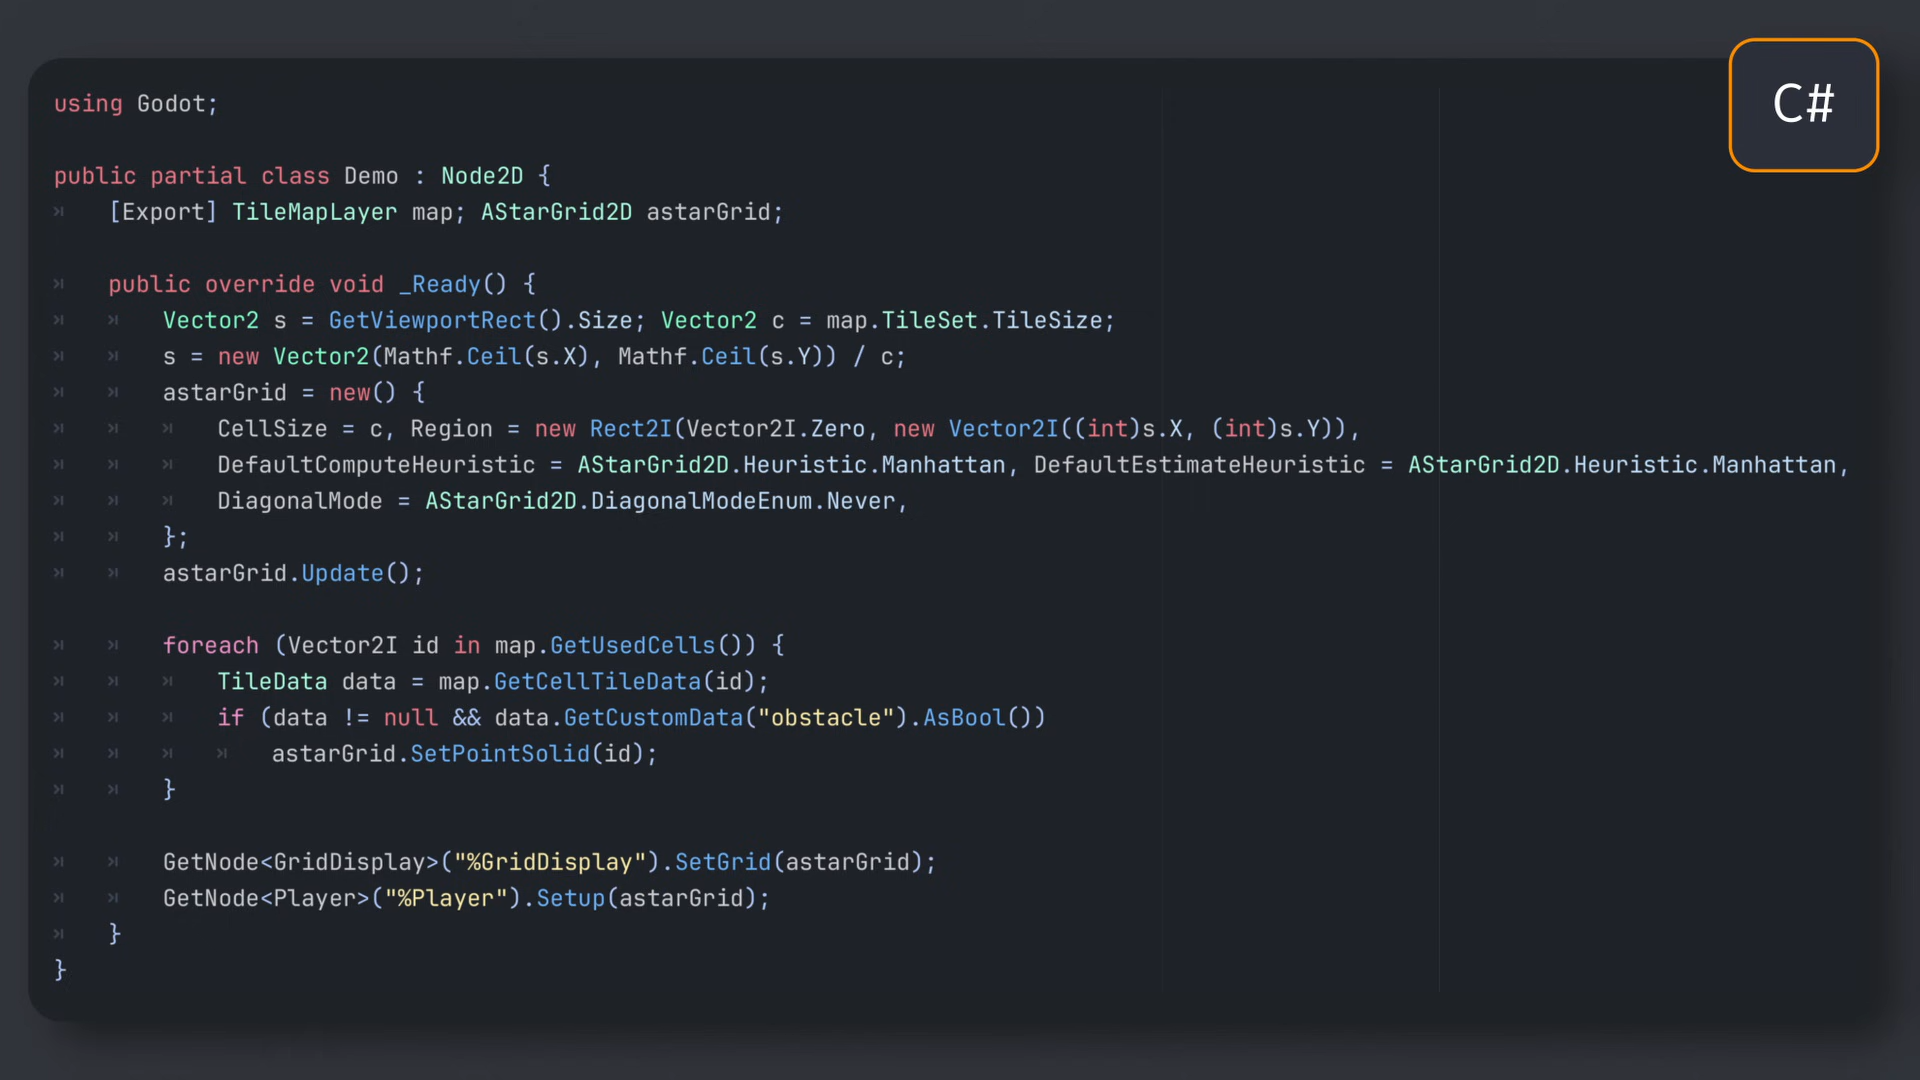 C#
using Godot;
public partial class Demo : Node2D {
[Export] TileMapLayer map; AStarGrid2D astarGrid;
public override void _Ready() {
Vector2 s = GetViewportRect().Size; Vector2 c = map.TileSet.TileSize;
s = new Vector2(Mathf.Ceil(s.X), Mathf.Ceil(s.Y)) / c;
astarGrid = new() {
CellSize = c, Region = new Rect2I(Vector2I.Zero, new Vector2I((int)s.X, (int)s.Y)),
DefaultComputeHeuristic = AStarGrid2D.Heuristic.Manhattan, DefaultEstimateHeuristic = AStarGrid2D.Heuristic.Manhattan,
DiagonalMode = AStarGrid2D.DiagonalModeEnum.Never,
};
astarGrid.Update();
foreach (Vector2I id in map.GetUsedCells()) {
TileData data = map.GetCellTileData(id);
if (data != null && data.GetCustomData("obstacle").AsBool())
astarGrid.SetPointSolid(id);
}
GetNode<GridDisplay>("%GridDisplay").SetGrid(astarGrid);
GetNode<Player>("%Player").Setup(astarGrid);
}
}